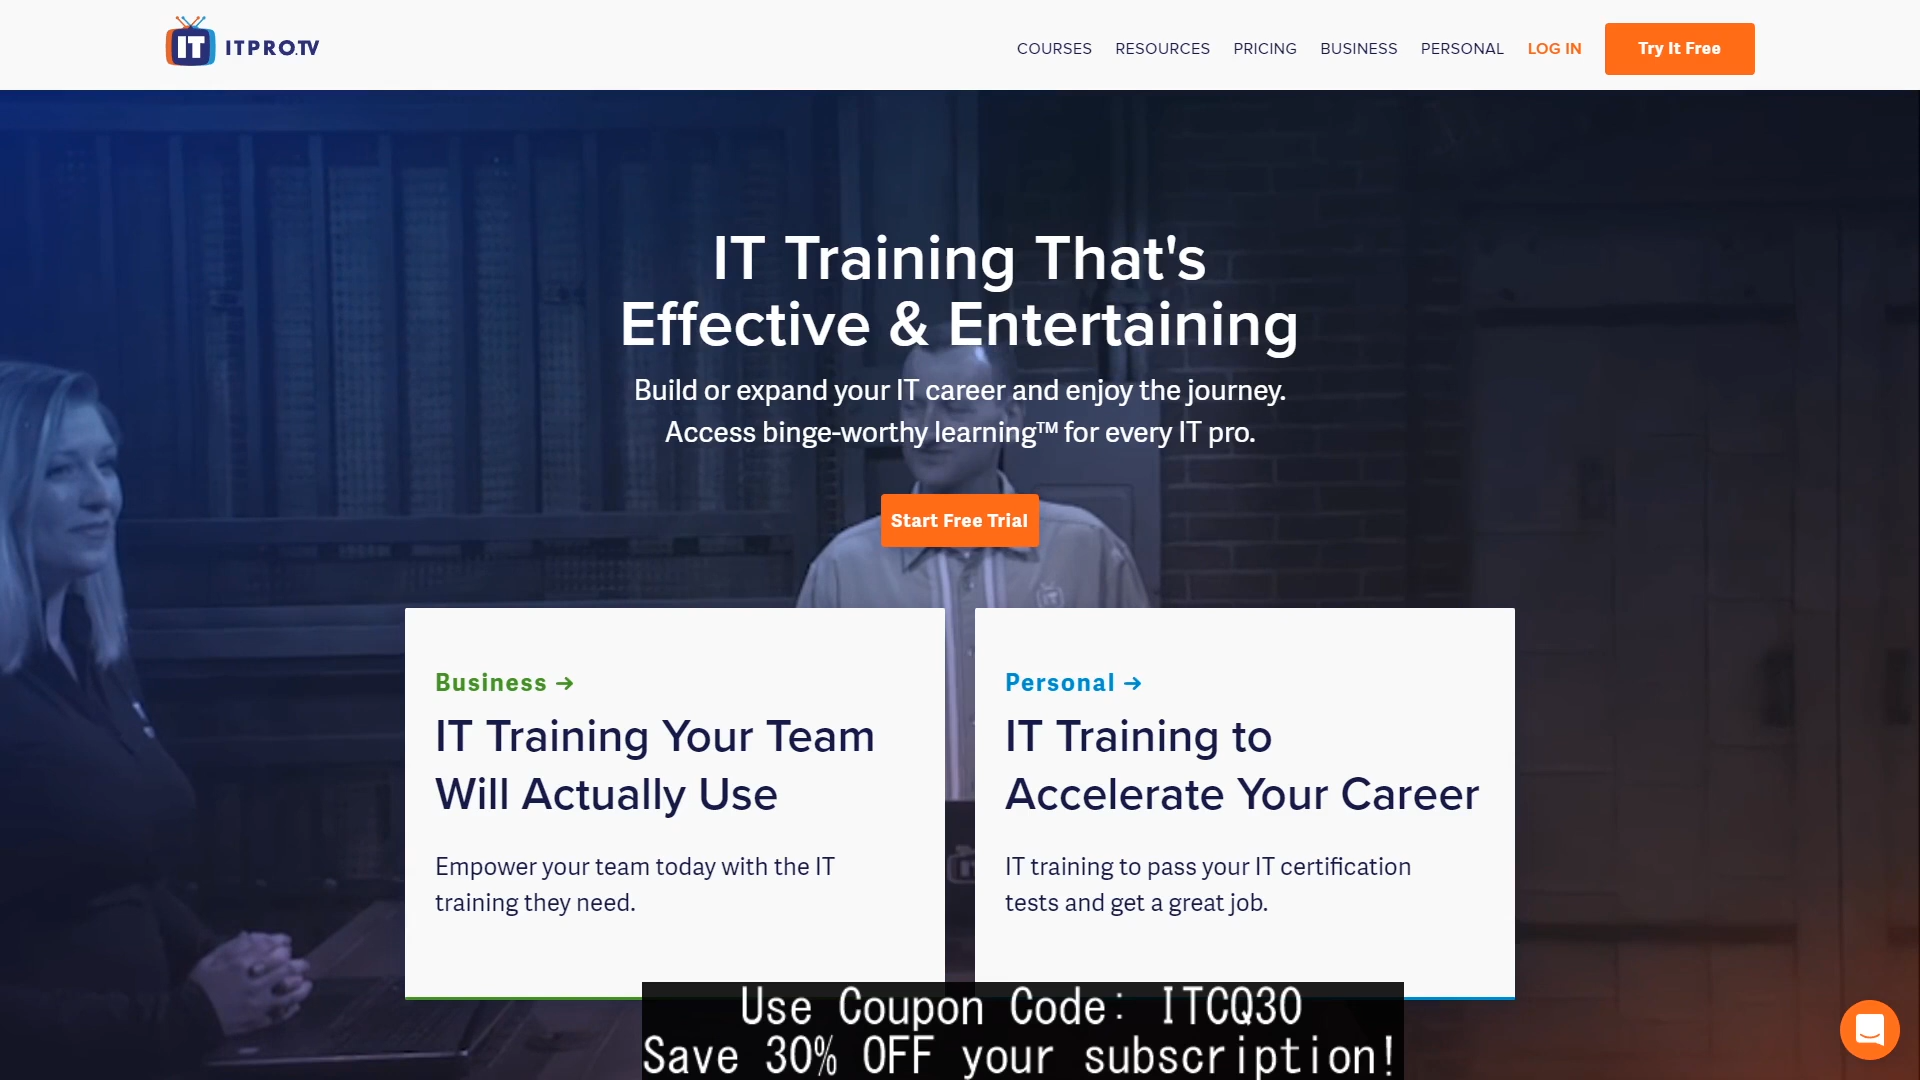 IT ITPRO.TV
COURSES RESOURCES PRICING BUSINESS PERSONAL LOG IN Try It Free
IT Training That's
Effective & Entertaining
Build or expand your IT career and enjoy the journey.
Access binge-worthy learning™ for every IT pro.
Start Free Trial
Business →
IT Training Your Team
Will Actually Use
Empower your team today with the IT
training they need.
Personal →
IT Training to
Accelerate Your Career
IT training to pass your IT certification
tests and get a great job.
Use Coupon Code: ITCQ30
Save 30% OFF your subscription!